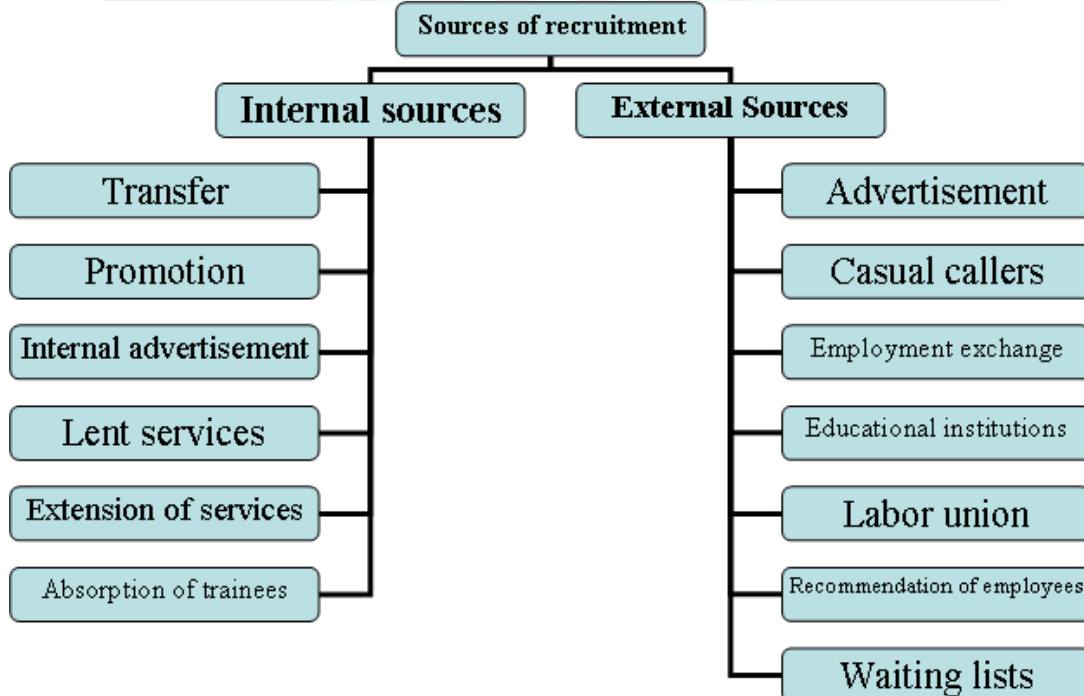 Sources of recruitment
Internal sources
External Sources
Transfer
Promotion
Internal advertisement
Lent services
Extension of services
Absorption of trainees
Advertisement
Casual callers
Employment exchange
Educational institutions
Labor union
Recommendation of employees
Waiting lists